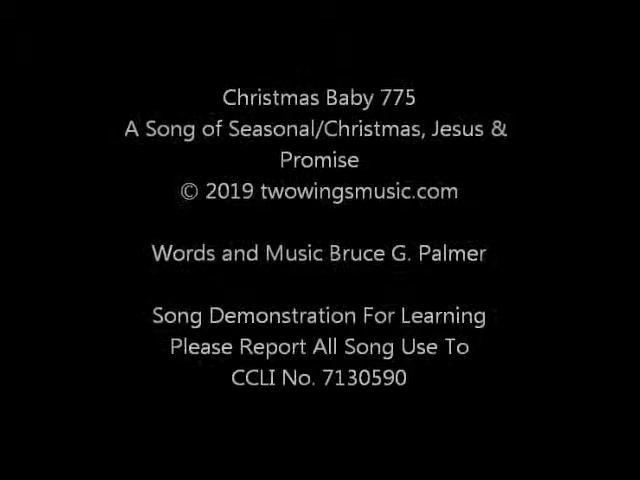 Christmas Baby 775
A Song of Seasonal/Christmas, Jesus &
Promise
© 2019 twowingsmusic.com
Words and Music Bruce G. Palmer
Song Demonstration For Learning
Please Report All Song Use To
CCLI No. 7130590